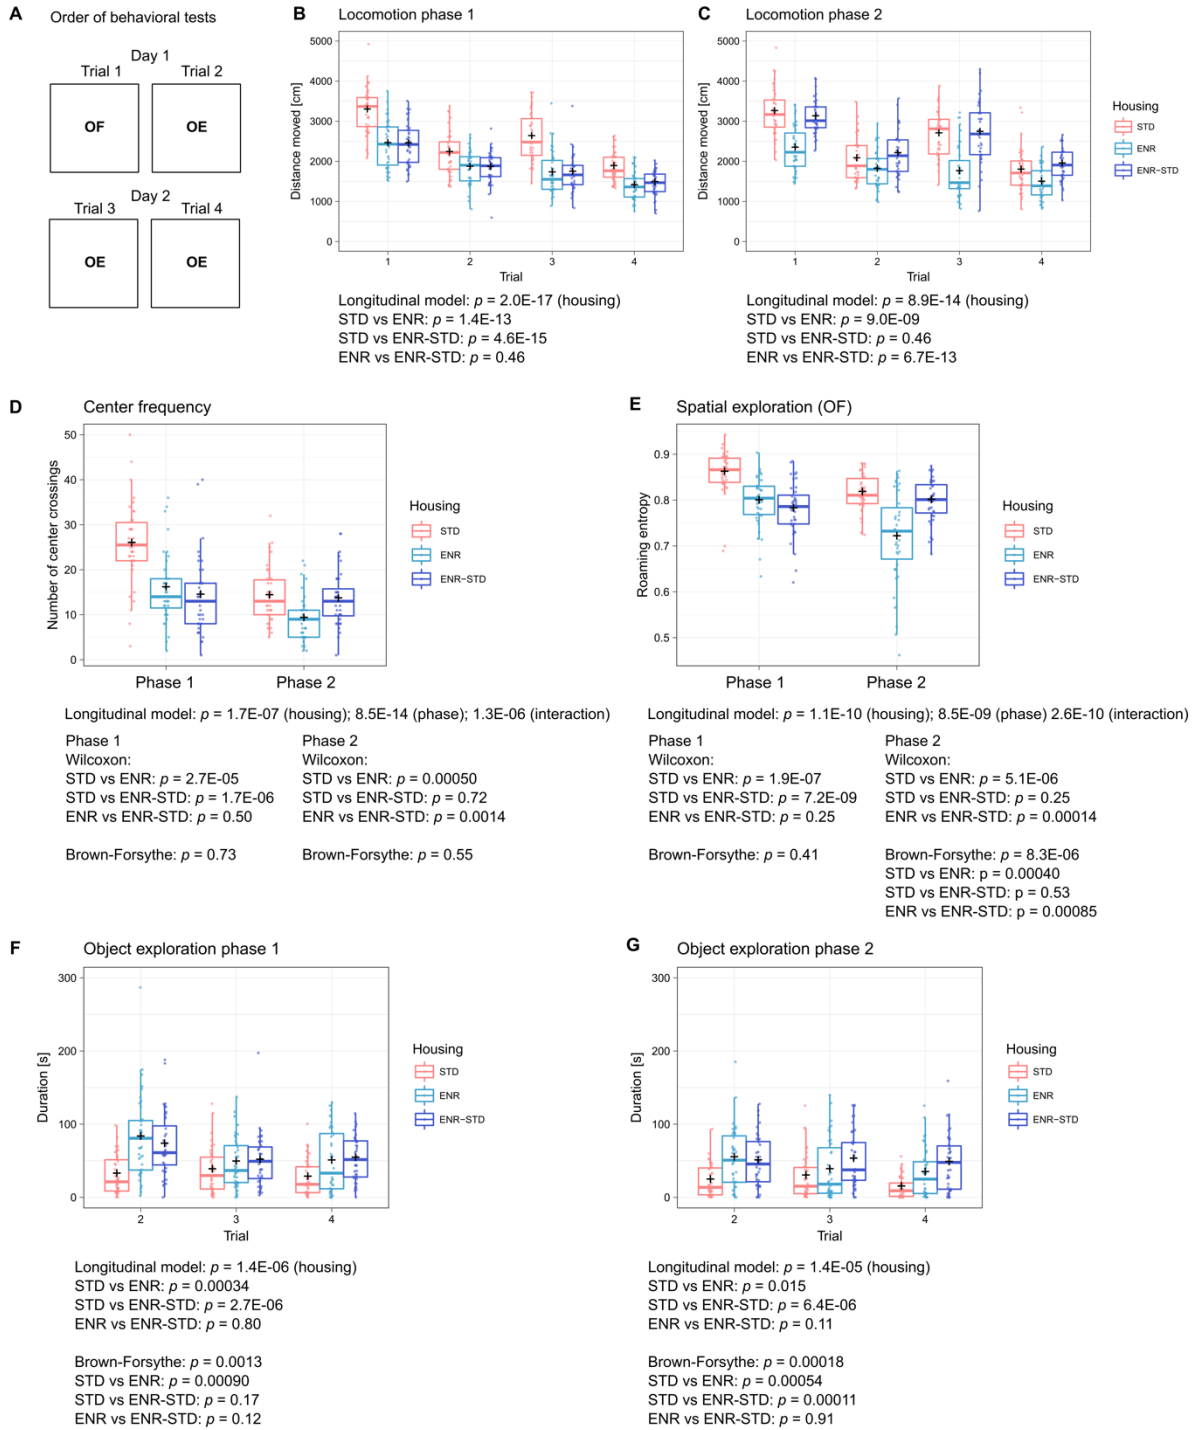 A
Order of behavioral tests
Day 1
Trial 1 Trial 2
OF OE
Day 2
Trial 3 Trial 4
OE OE
B
Locomotion phase 1
Distance moved [cm]
5000
4000
3000
2000
1000
0
1 2 3 4
Trial
Longitudinal model: p = 2.0E-17 (housing)
STD vs ENR: p = 1.4E-13
STD vs ENR-STD: p = 4.6E-15
ENR vs ENR-STD: p = 0.46
C
Locomotion phase 2
Distance moved [cm]
5000
4000
3000
2000
1000
0
1 2 3 4
Trial
Housing
STD
ENR
ENR−STD
Longitudinal model: p = 8.9E-14 (housing)
STD vs ENR: p = 9.0E-09
STD vs ENR-STD: p = 0.46
ENR vs ENR-STD: p = 6.7E-13
D
Center frequency
Number of center crossings
50
40
30
20
10
0
Phase 1 Phase 2
Housing
STD
ENR
ENR−STD
Longitudinal model: p = 1.7E-07 (housing); 8.5E-14 (phase); 1.3E-06 (interaction)
Phase 1
Wilcoxon:
STD vs ENR: p = 2.7E-05
STD vs ENR-STD: p = 1.7E-06
ENR vs ENR-STD: p = 0.50
Brown-Forsythe: p = 0.73
Phase 2
Wilcoxon:
STD vs ENR: p = 0.00050
STD vs ENR-STD: p = 0.72
ENR vs ENR-STD: p = 0.0014
Brown-Forsythe: p = 0.55
E
Spatial exploration (OF)
Roaming entropy
0.9
0.8
0.7
0.6
0.5
Phase 1 Phase 2
Housing
STD
ENR
ENR−STD
Longitudinal model: p = 1.1E-10 (housing); 8.5E-09 (phase) 2.6E-10 (interaction)
Phase 1
Wilcoxon:
STD vs ENR: p = 1.9E-07
STD vs ENR-STD: p = 7.2E-09
ENR vs ENR-STD: p = 0.25
Brown-Forsythe: p = 0.41
Phase 2
Wilcoxon:
STD vs ENR: p = 5.1E-06
STD vs ENR-STD: p = 0.25
ENR vs ENR-STD: p = 0.00014
Brown-Forsythe: p = 8.3E-06
STD vs ENR: p = 0.00040
STD vs ENR-STD: p = 0.53
ENR vs ENR-STD: p = 0.00085
F
Object exploration phase 1
Duration [s]
300
200
100
0
2 3 4
Trial
Housing
STD
ENR
ENR−STD
Longitudinal model: p = 1.4E-06 (housing)
STD vs ENR: p = 0.00034
STD vs ENR-STD: p = 2.7E-06
ENR vs ENR-STD: p = 0.80
Brown-Forsythe: p = 0.0013
STD vs ENR: p = 0.00090
STD vs ENR-STD: p = 0.17
ENR vs ENR-STD: p = 0.12
G
Object exploration phase 2
Duration [s]
300
200
100
0
2 3 4
Trial
Housing
STD
ENR
ENR−STD
Longitudinal model: p = 1.4E-05 (housing)
STD vs ENR: p = 0.015
STD vs ENR-STD: p = 6.4E-06
ENR vs ENR-STD: p = 0.11
Brown-Forsythe: p = 0.00018
STD vs ENR: p = 0.00054
STD vs ENR-STD: p = 0.00011
ENR vs ENR-STD: p = 0.91